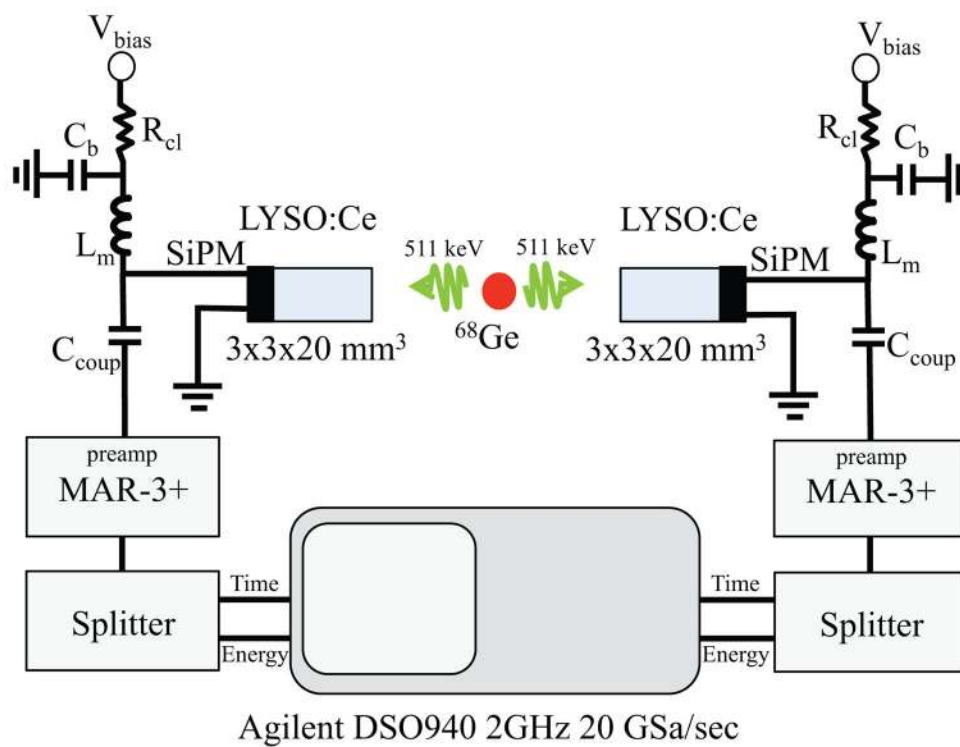 V_bias
V_bias
R_cl
C_b
R_cl
C_b
L_m
LYSO:Ce
SiPM
511 keV
511 keV
LYSO:Ce
SiPM
L_m
68Ge
3x3x20 mm³
3x3x20 mm³
C_coup
C_coup
preamp
MAR-3+
preamp
MAR-3+
Splitter
Time
Energy
Time
Energy
Splitter
Agilent DSO940 2GHz 20 GSa/sec